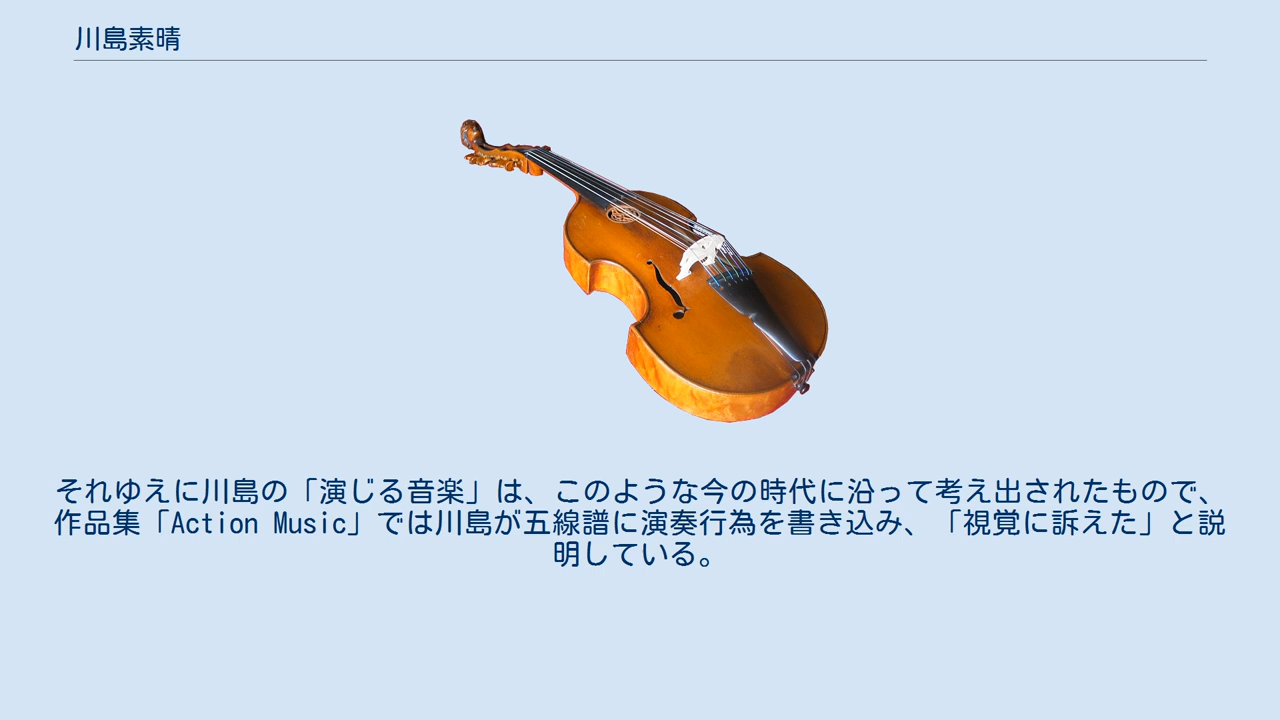 川島素晴
それゆえに川島の「演じる音楽」は、このような今の時代に沿って考え出されたもので、
作品集「Action Music」では川島が五線譜に演奏行為を書き込み、「視覚に訴えた」と説
明している。